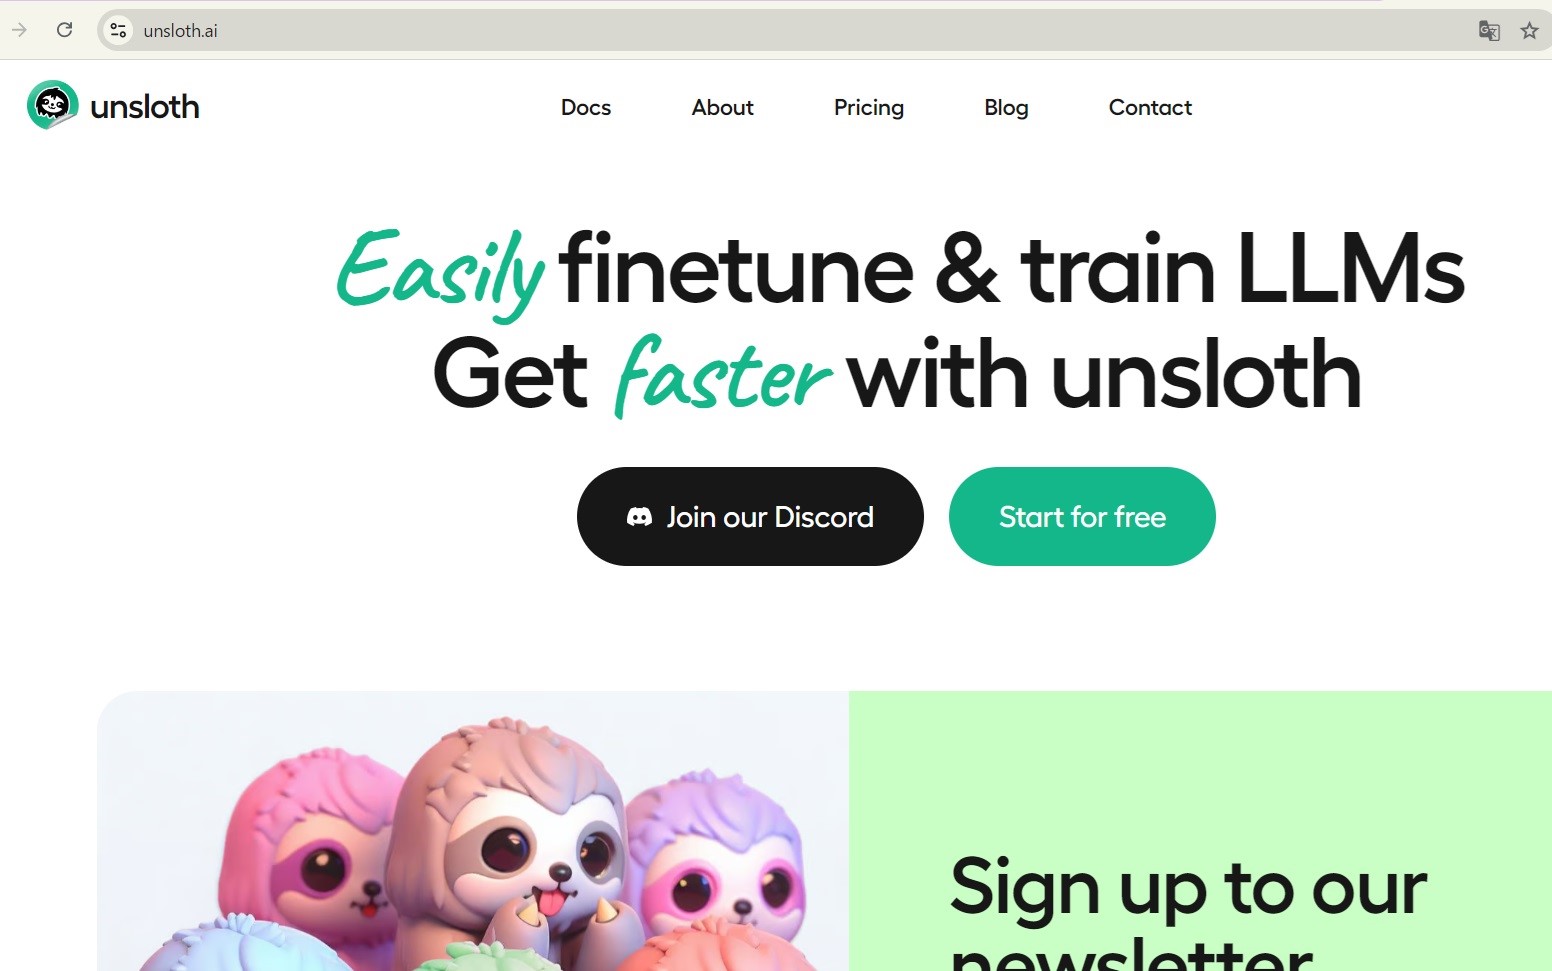 unsloth.ai
unsloth
Docs
About
Pricing
Blog
Contact
Easily finetune & train LLMs
Get faster with unsloth
Join our Discord
Start for free
Sign up to our
newsletter